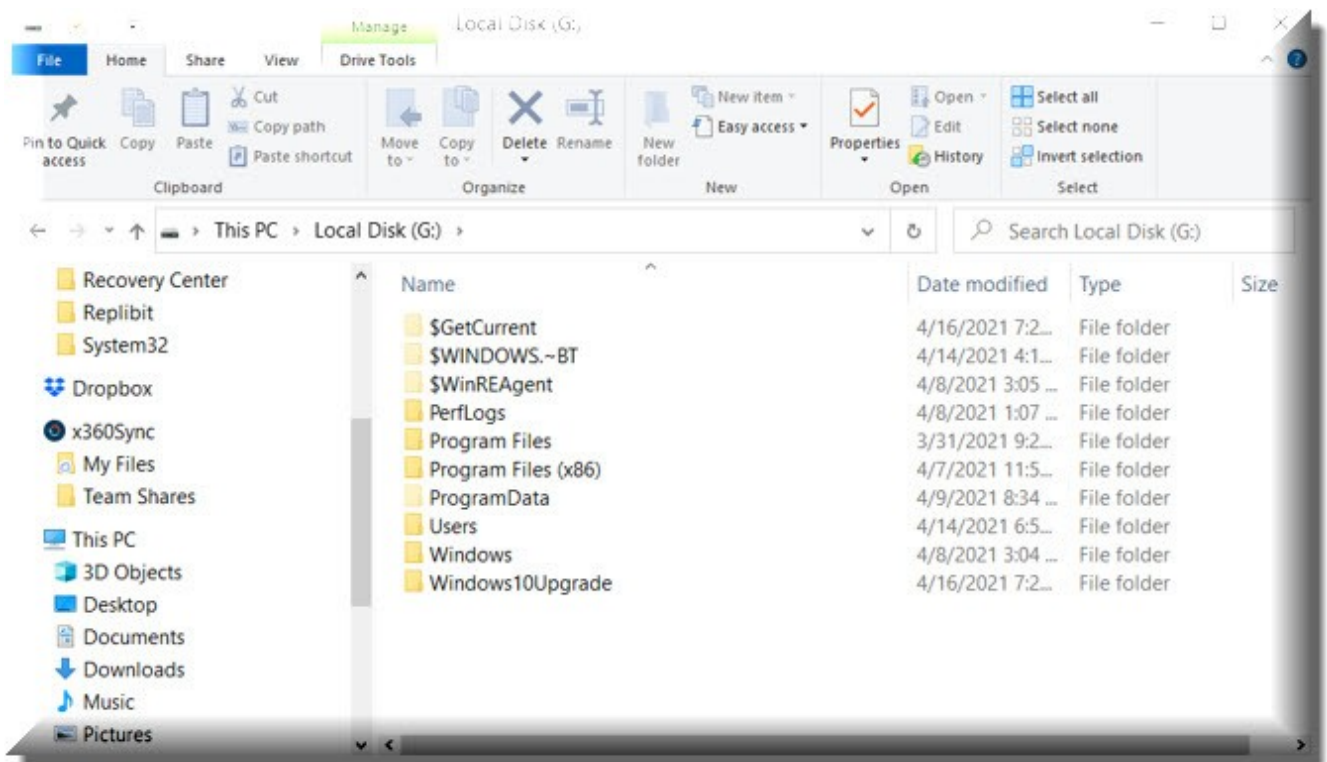 Manage Local Disk (G:)
File Home Share View Drive Tools
Pin to Quick access Copy Paste Cut
Copy path
Paste shortcut
Move to Copy to Delete Rename New folder New item
Easy access
Properties Open
Edit
History
Select all
Select none
Invert selection
Clipboard Organize New Open Select
This PC > Local Disk (G:) > Search Local Disk (G:)
Recovery Center
Replibit
System32
Dropbox
x360Sync
My Files
Team Shares
This PC
3D Objects
Desktop
Documents
Downloads
Music
Pictures
Name Date modified Type Size
$GetCurrent 4/16/2021 7:2... File folder
$WINDOWS.~BT 4/14/2021 4:1... File folder
$WinREAgent 4/8/2021 3:05 ... File folder
PerfLogs 4/8/2021 1:07 ... File folder
Program Files 3/31/2021 9:2... File folder
Program Files (x86) 4/7/2021 11:5... File folder
ProgramData 4/9/2021 8:34 ... File folder
Users 4/14/2021 6:5... File folder
Windows 4/8/2021 3:04 ... File folder
Windows10Upgrade 4/16/2021 7:2... File folder